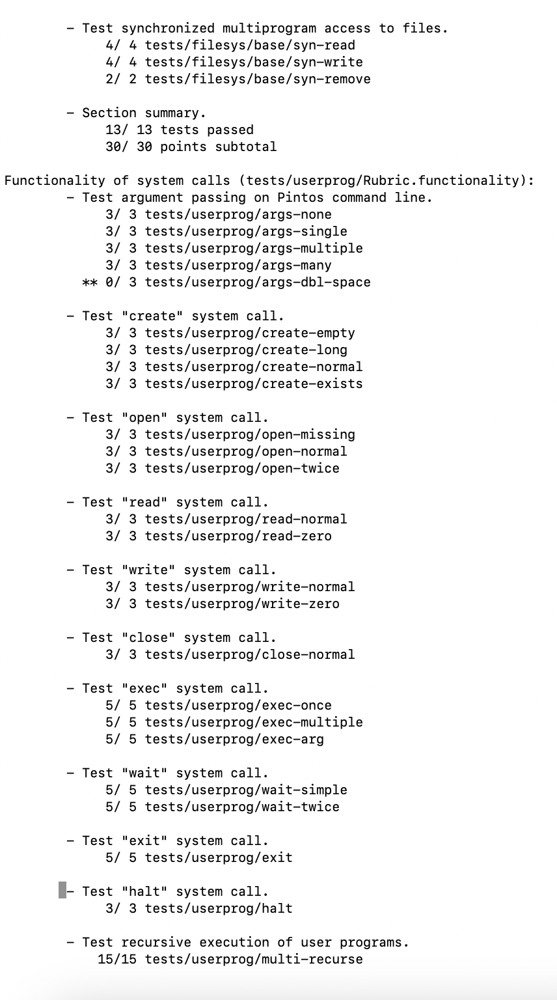 – Test synchronized multiprogram access to files.
4/ 4 tests/filesys/base/syn-read
4/ 4 tests/filesys/base/syn-write
2/ 2 tests/filesys/base/syn-remove
– Section summary.
13/ 13 tests passed
30/ 30 points subtotal
Functionality of system calls (tests/userprog/Rubric.functionality):
– Test argument passing on Pintos command line.
3/ 3 tests/userprog/args-none
3/ 3 tests/userprog/args-single
3/ 3 tests/userprog/args-multiple
3/ 3 tests/userprog/args-many
** 0/ 3 tests/userprog/args-dbl-space
– Test "create" system call.
3/ 3 tests/userprog/create-empty
3/ 3 tests/userprog/create-long
3/ 3 tests/userprog/create-normal
3/ 3 tests/userprog/create-exists
– Test "open" system call.
3/ 3 tests/userprog/open-missing
3/ 3 tests/userprog/open-normal
3/ 3 tests/userprog/open-twice
– Test "read" system call.
3/ 3 tests/userprog/read-normal
3/ 3 tests/userprog/read-zero
– Test "write" system call.
3/ 3 tests/userprog/write-normal
3/ 3 tests/userprog/write-zero
– Test "close" system call.
3/ 3 tests/userprog/close-normal
– Test "exec" system call.
5/ 5 tests/userprog/exec-once
5/ 5 tests/userprog/exec-multiple
5/ 5 tests/userprog/exec-arg
– Test "wait" system call.
5/ 5 tests/userprog/wait-simple
5/ 5 tests/userprog/wait-twice
– Test "exit" system call.
5/ 5 tests/userprog/exit
– Test "halt" system call.
3/ 3 tests/userprog/halt
– Test recursive execution of user programs.
15/15 tests/userprog/multi-recurse